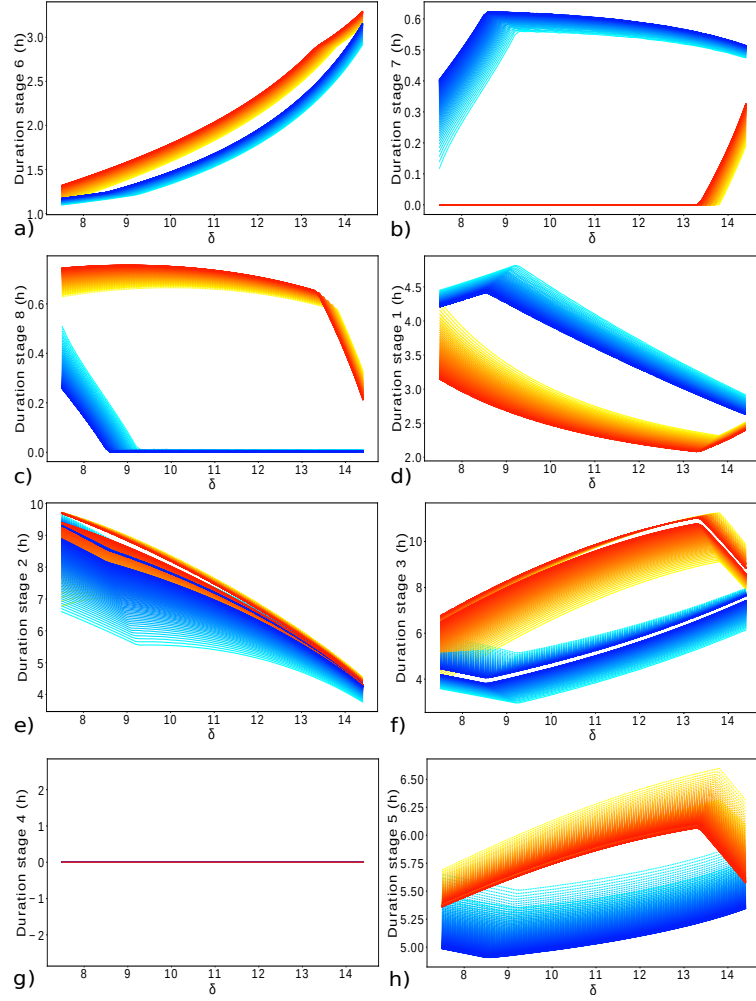 Duration stage 6 (h)
3.0
2.5
2.0
1.5
1.0
8 9 10 11 12 13 14
δ
a)
Duration stage 7 (h)
0.6
0.5
0.4
0.3
0.2
0.1
0.0
8 9 10 11 12 13 14
δ
b)
Duration stage 8 (h)
0.6
0.4
0.2
0.0
8 9 10 11 12 13 14
δ
c)
Duration stage 1 (h)
4.5
4.0
3.5
3.0
2.5
2.0
8 9 10 11 12 13 14
δ
d)
Duration stage 2 (h)
10
9
8
7
6
5
4
8 9 10 11 12 13 14
δ
e)
Duration stage 3 (h)
10
8
6
4
8 9 10 11 12 13 14
δ
f)
Duration stage 4 (h)
2
1
0
−1
−2
8 9 10 11 12 13 14
δ
g)
Duration stage 5 (h)
6.50
6.25
6.00
5.75
5.50
5.25
5.00
8 9 10 11 12 13 14
δ
h)